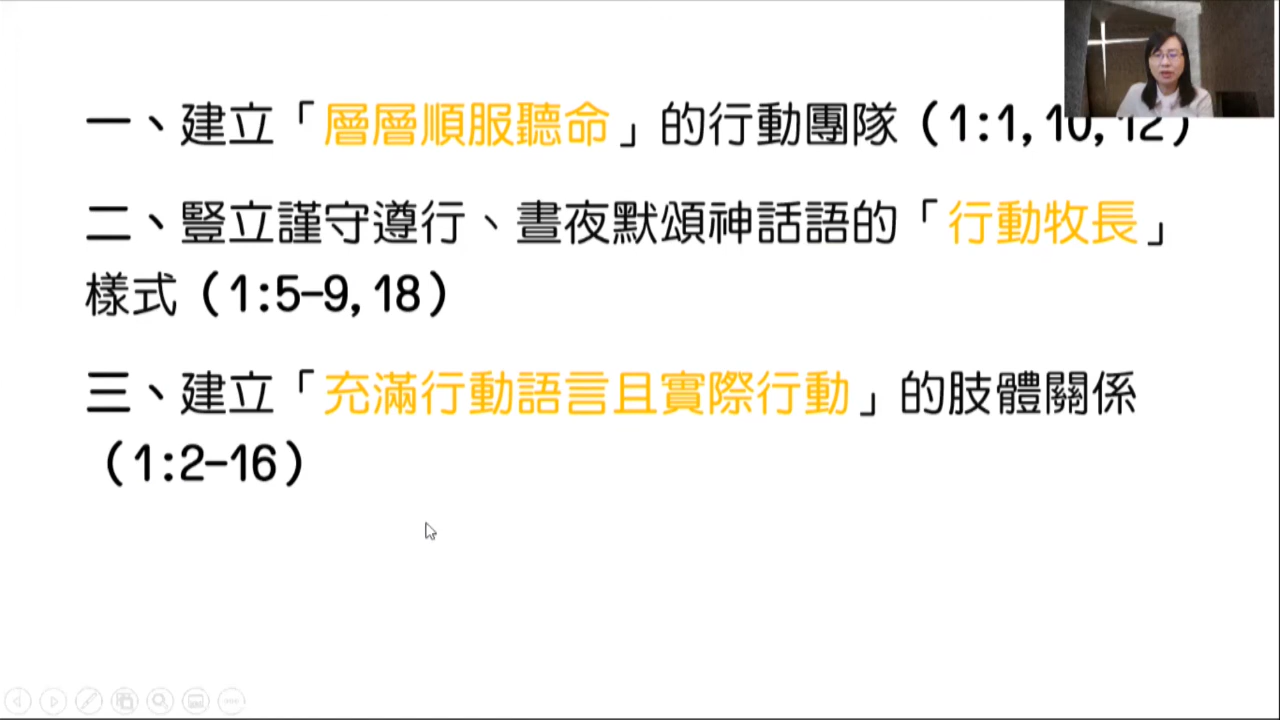 一、建立「層層順服聽命」的行動團隊（1:1, 10, 12）
二、豎立謹守遵行、晝夜默頌神話語的「行動牧長」
樣式（1:5-9, 18）
三、建立「充滿行動語言且實際行動」的肢體關係
（1:2-16）